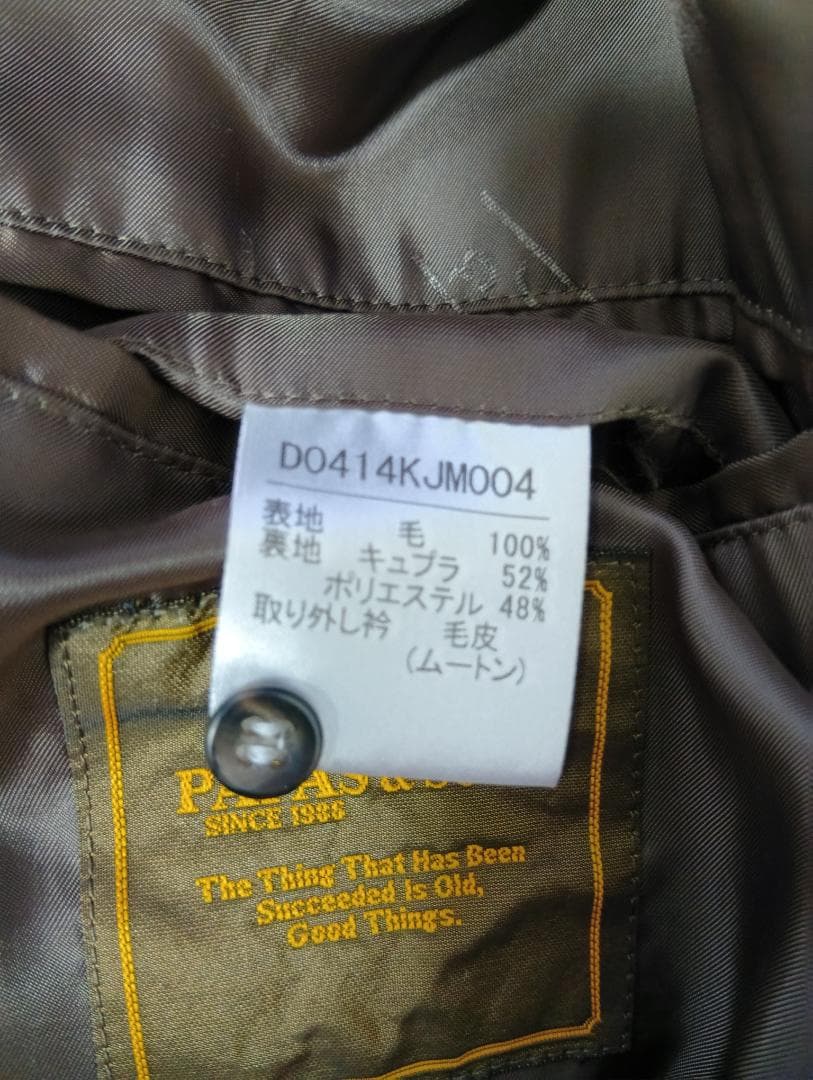 D0414KJM004
表地 毛 100%
裏地 キュプラ 52%
ポリエステル 48%
取り外し衿 毛皮
(ムートン)
SINCE 1986
The Thing That Has Been
Succeeded Is Old,
Good Things.